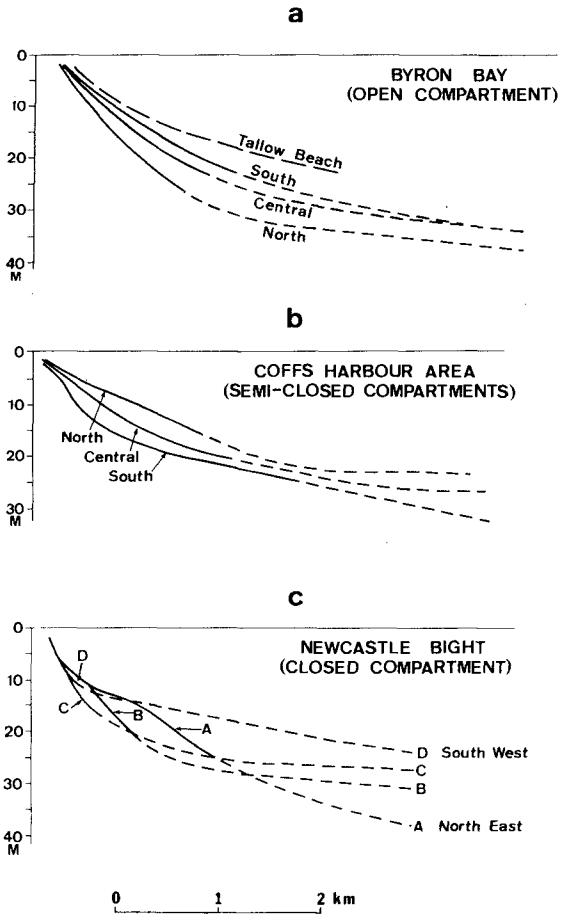 a
0
10
20
30
40
M
BYRON BAY
(OPEN COMPARTMENT)
Tallow Beach
South
Central
North
b
0
10
20
30
M
COFFS HARBOUR AREA
(SEMI-CLOSED COMPARTMENTS)
North
Central
South
c
0
10
20
30
40
M
NEWCASTLE BIGHT
(CLOSED COMPARTMENT)
D
C
B
A
D South West
C
B
A North East
0 1 2 km